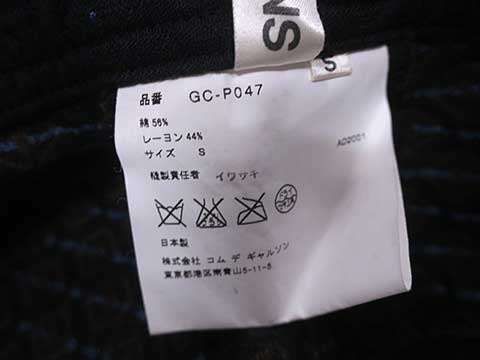 SN
S
品番 GC-P047
綿 56%
レーヨン 44%
サイズ S
AD2001
縫製責任者 イワサキ
日本製
株式会社 コム デ ギャルソン
東京都港区南青山5-11-5